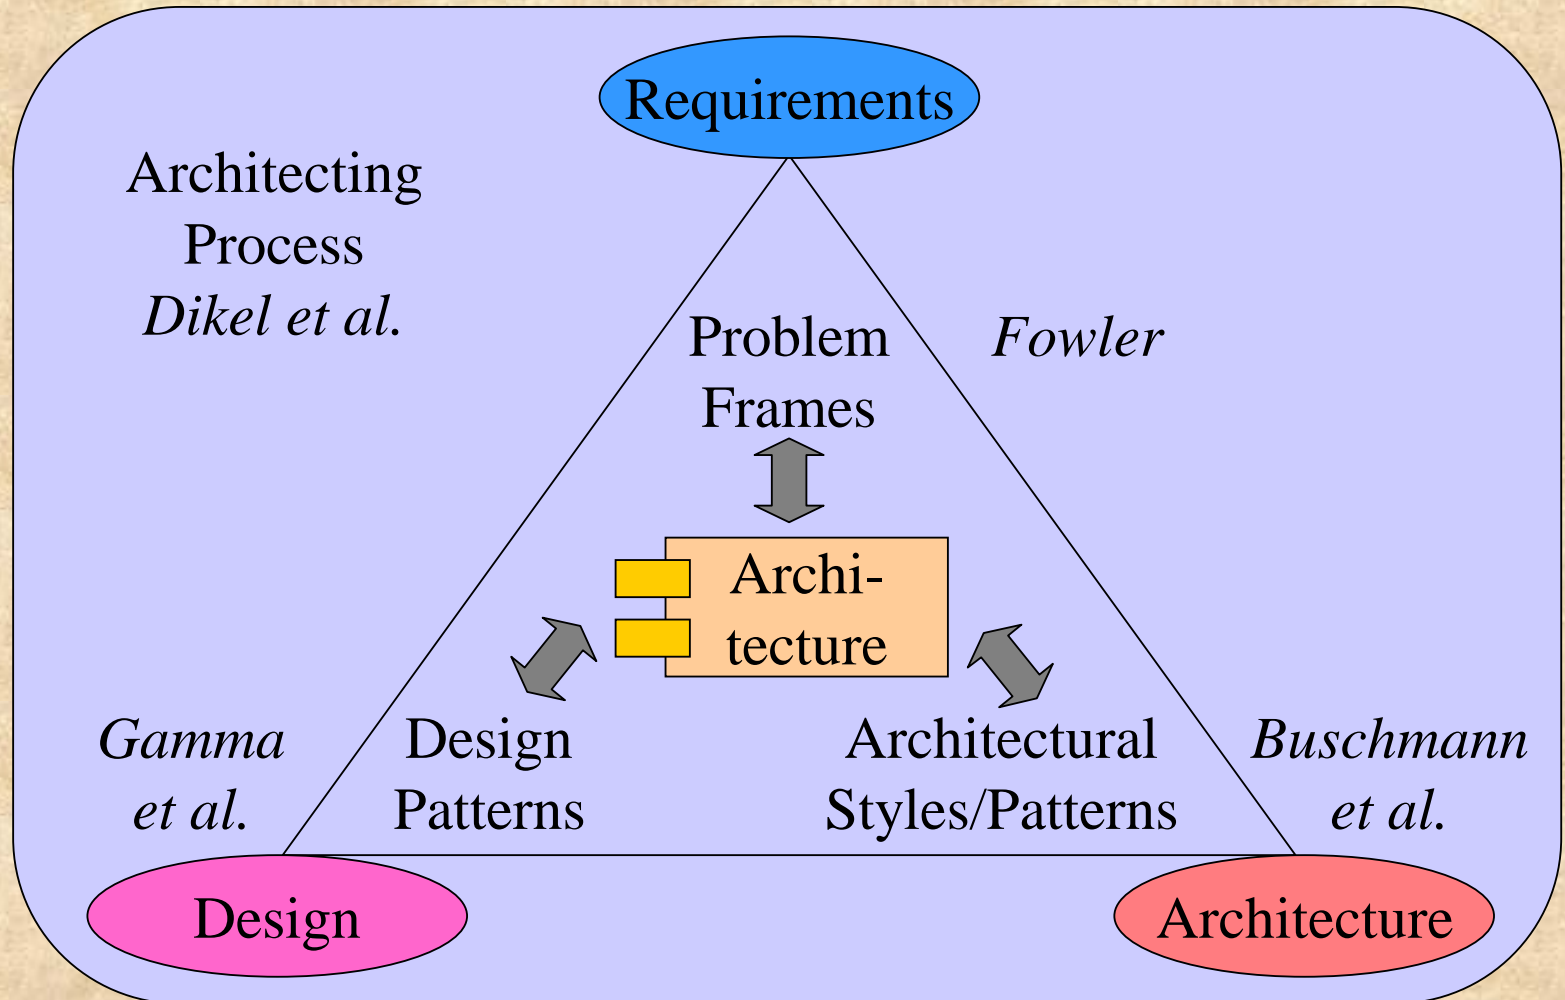 Requirements
Architecting
Process
Dikel et al.
Problem
Frames
Fowler
Archi-
tecture
Gamma
et al.
Design
Patterns
Architectural
Styles/Patterns
Buschmann
et al.
Design
Architecture